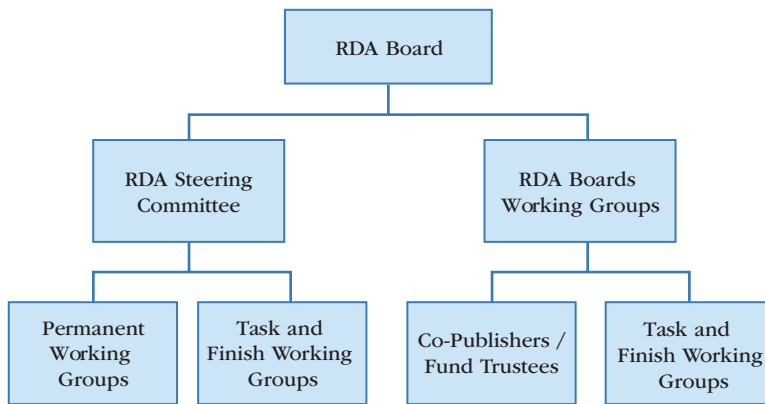 RDA Board
RDA Steering
Committee
RDA Boards
Working Groups
Permanent
Working
Groups
Task and
Finish Working
Groups
Co-Publishers /
Fund Trustees
Task and
Finish Working
Groups